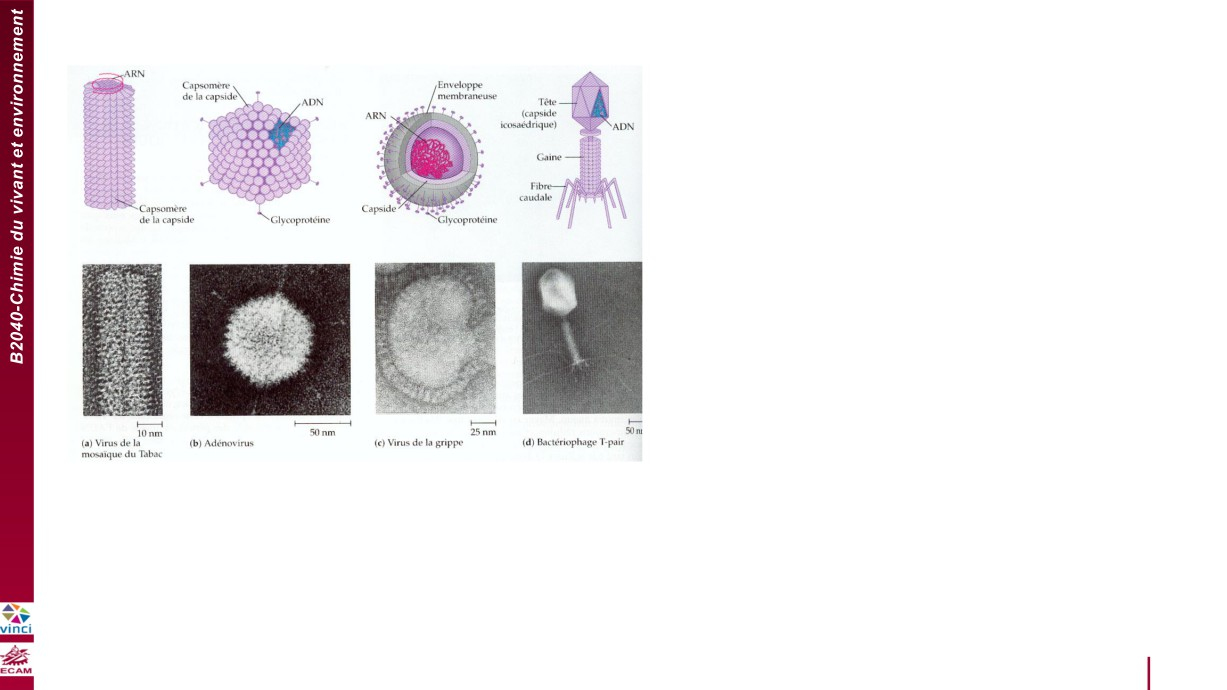 B2040-Chimie du vivant et environnement
ARN
Capsomère
de la capside
Capsomère
de la capside
ADN
Glycoprotéine
Enveloppe
membraneuse
ARN
Capside
Glycoprotéine
Tête
(capside
icosaédrique)
ADN
Gaine
Fibre
caudale
10 nm
50 nm
25 nm
50 n
(a) Virus de la
mosaïque du Tabac
(b) Adénovirus
(c) Virus de la grippe
(d) Bactériophage T-pair
vinci
ECAM